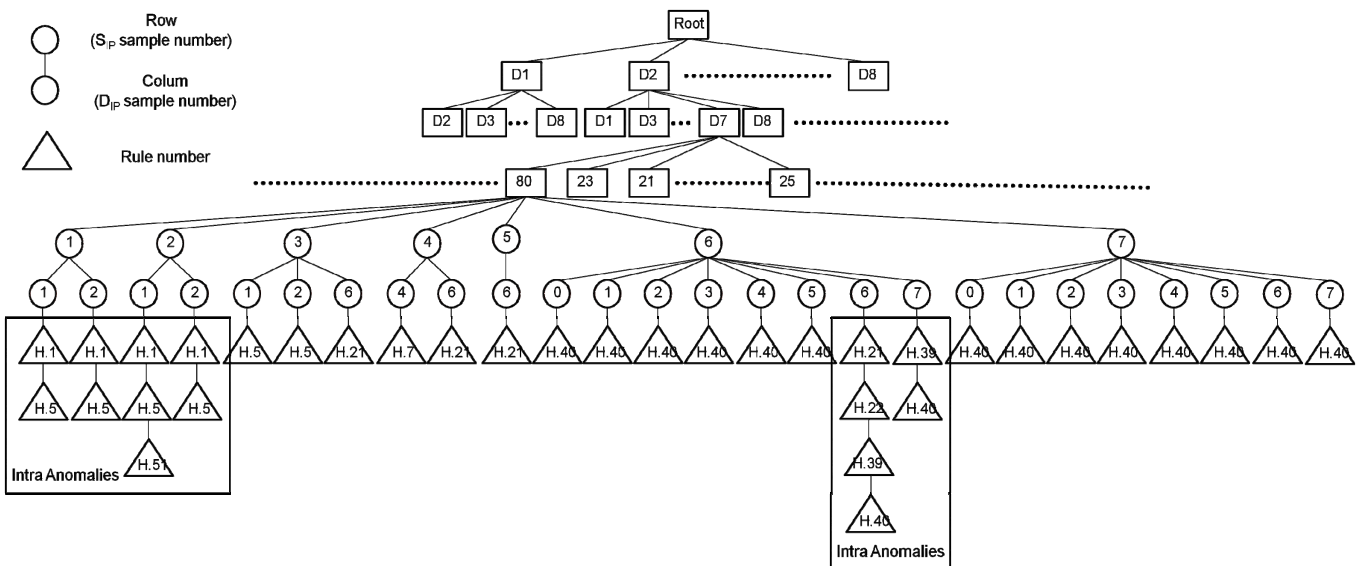 Row
(S_IP sample number)
Colum
(D_IP sample number)
Rule number
Root
D1 D2 D8
D2 D3 D8 D1 D3 D7 D8
80 23 21 25
1 2 3 4 5 6 7
1 2 1 2 1 2 6 4 6 6 0 1 2 3 4 5 6 7 0 1 2 3 4 5 6 7
H.1 H.1 H.1 H.1 H.5 H.5 H.21 H.7 H.21 H.21 H.40 H.40 H.40 H.40 H.40 H.40 H.21 H.39 H.40 H.40 H.40 H.40 H.40 H.40 H.40 H.40
H.5 H.5 H.5 H.5 H.22 H.40
H.51 H.39
Intra Anomalies
H.40
Intra Anomalies